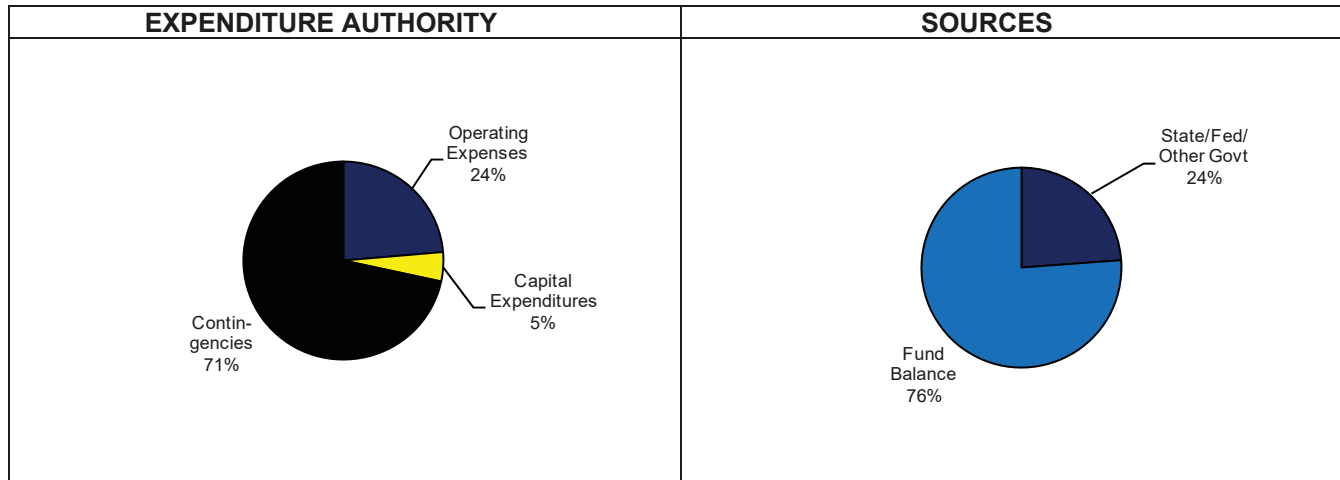 EXPENDITURE AUTHORITY
Operating
Expenses
24%
Capital
Expenditures
5%
Contin-
gencies
71%
SOURCES
State/Fed/
Other Govt
24%
Fund
Balance
76%